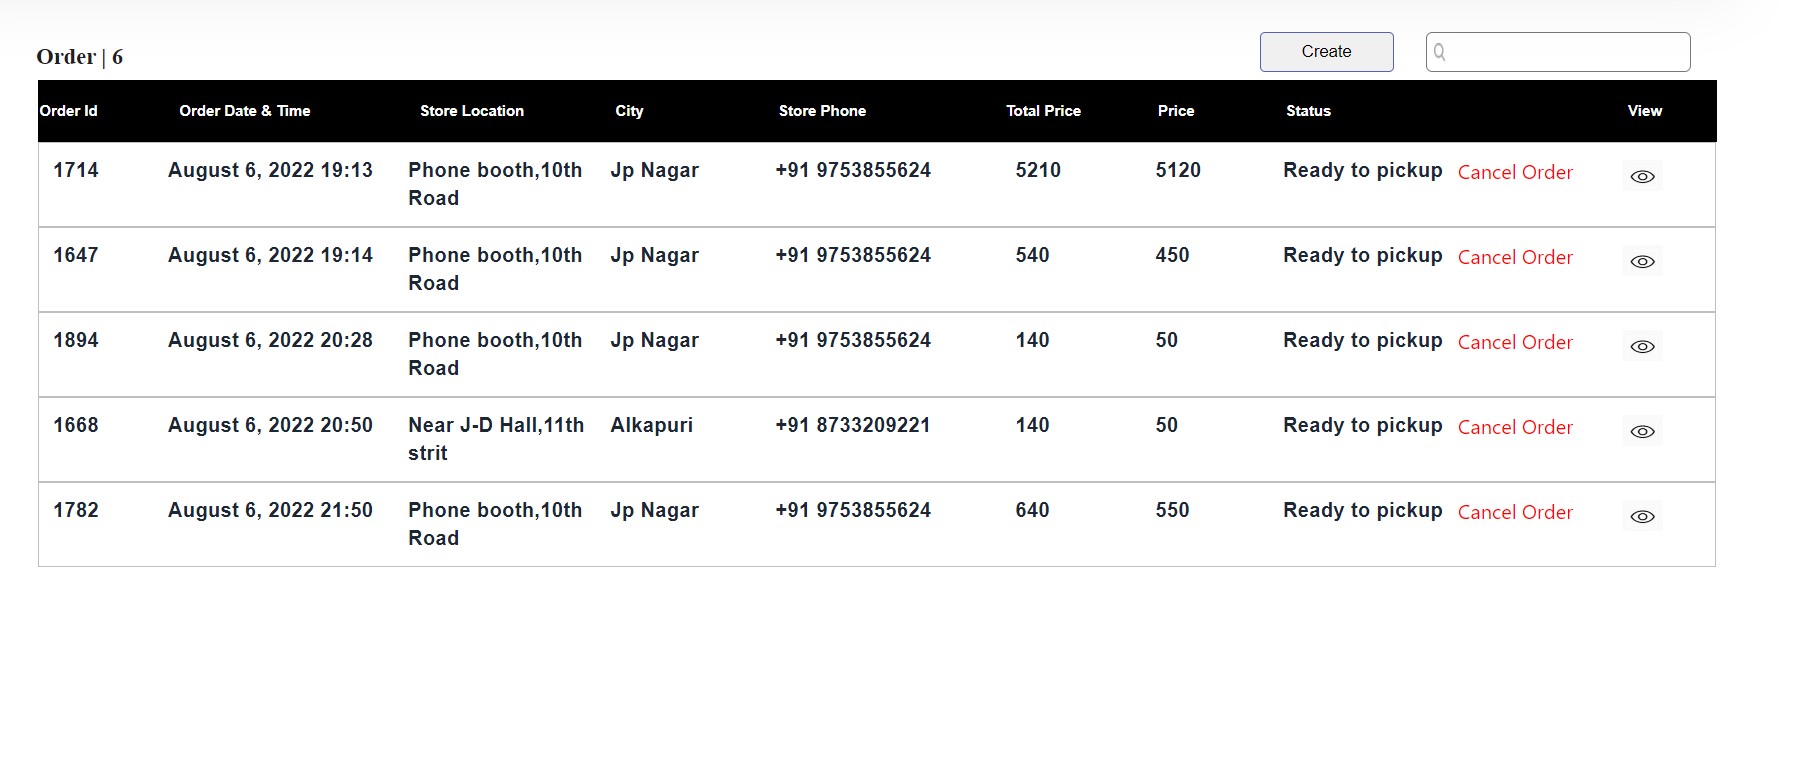 Order | 6
Create
Order Id Order Date & Time Store Location City Store Phone Total Price Price Status View
1714 August 6, 2022 19:13 Phone booth,10th Jp Nagar +91 9753855624 5210 5120 Ready to pickup Cancel Order
Road
1647 August 6, 2022 19:14 Phone booth,10th Jp Nagar +91 9753855624 540 450 Ready to pickup Cancel Order
Road
1894 August 6, 2022 20:28 Phone booth,10th Jp Nagar +91 9753855624 140 50 Ready to pickup Cancel Order
Road
1668 August 6, 2022 20:50 Near J-D Hall,11th Alkapuri +91 8733209221 140 50 Ready to pickup Cancel Order
strit
1782 August 6, 2022 21:50 Phone booth,10th Jp Nagar +91 9753855624 640 550 Ready to pickup Cancel Order
Road